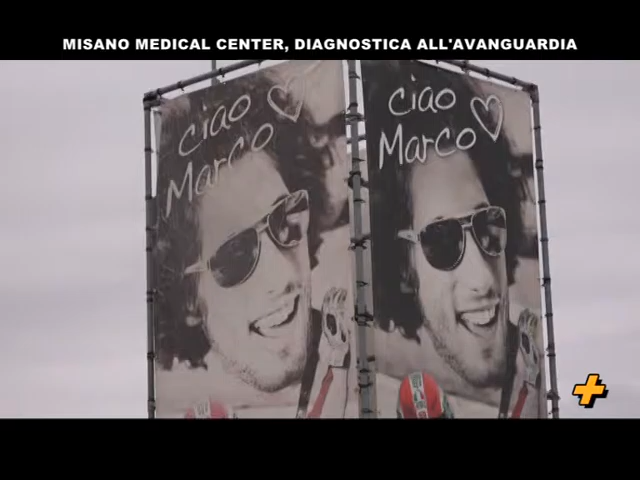 MISANO MEDICAL CENTER, DIAGNOSTICA ALL'AVANGUARDIA
ciao
Marco
ciao
Marco